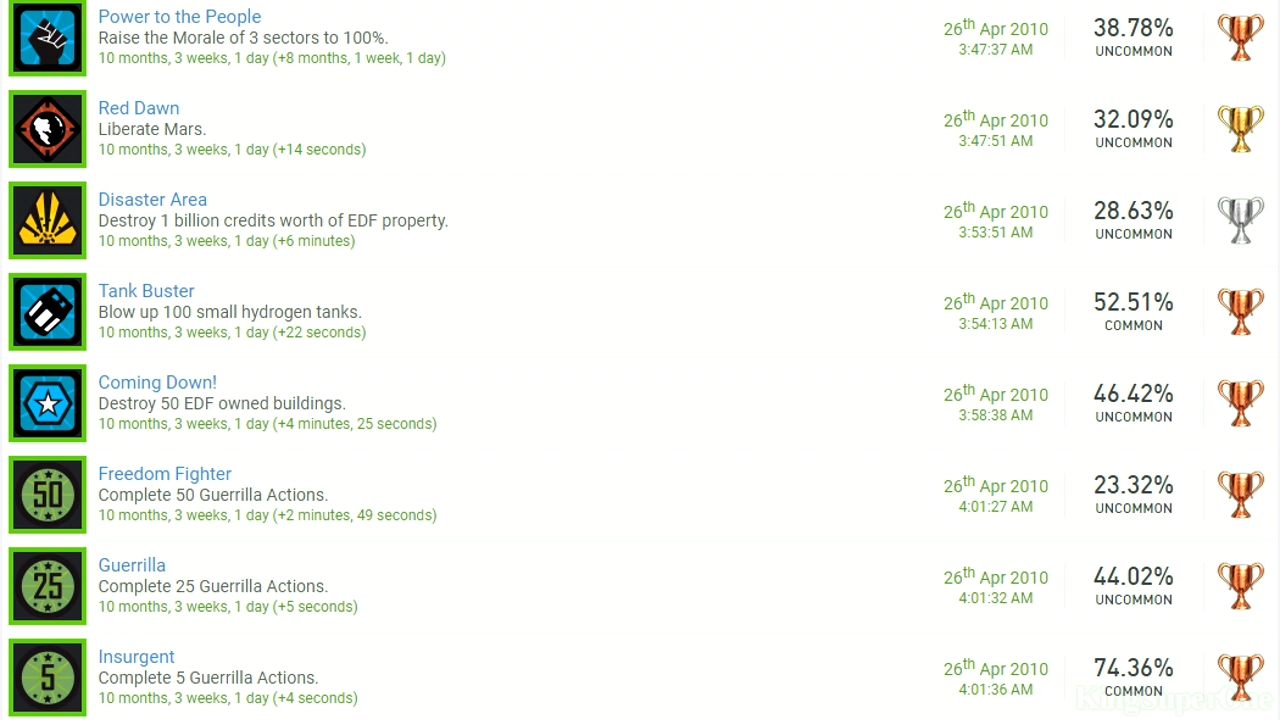 Power to the People
Raise the Morale of 3 sectors to 100%.
10 months, 3 weeks, 1 day (+8 months, 1 week, 1 day)
26th Apr 2010
3:47:37 AM
38.78%
UNCOMMON
Red Dawn
Liberate Mars.
10 months, 3 weeks, 1 day (+14 seconds)
26th Apr 2010
3:47:51 AM
32.09%
UNCOMMON
Disaster Area
Destroy 1 billion credits worth of EDF property.
10 months, 3 weeks, 1 day (+6 minutes)
26th Apr 2010
3:53:51 AM
28.63%
UNCOMMON
Tank Buster
Blow up 100 small hydrogen tanks.
10 months, 3 weeks, 1 day (+22 seconds)
26th Apr 2010
3:54:13 AM
52.51%
COMMON
Coming Down!
Destroy 50 EDF owned buildings.
10 months, 3 weeks, 1 day (+4 minutes, 25 seconds)
26th Apr 2010
3:58:38 AM
46.42%
UNCOMMON
50
Freedom Fighter
Complete 50 Guerrilla Actions.
10 months, 3 weeks, 1 day (+2 minutes, 49 seconds)
26th Apr 2010
4:01:27 AM
23.32%
UNCOMMON
25
Guerrilla
Complete 25 Guerrilla Actions.
10 months, 3 weeks, 1 day (+5 seconds)
26th Apr 2010
4:01:32 AM
44.02%
UNCOMMON
5
Insurgent
Complete 5 Guerrilla Actions.
10 months, 3 weeks, 1 day (+4 seconds)
26th Apr 2010
4:01:36 AM
74.36%
COMMON
KingSuperOne